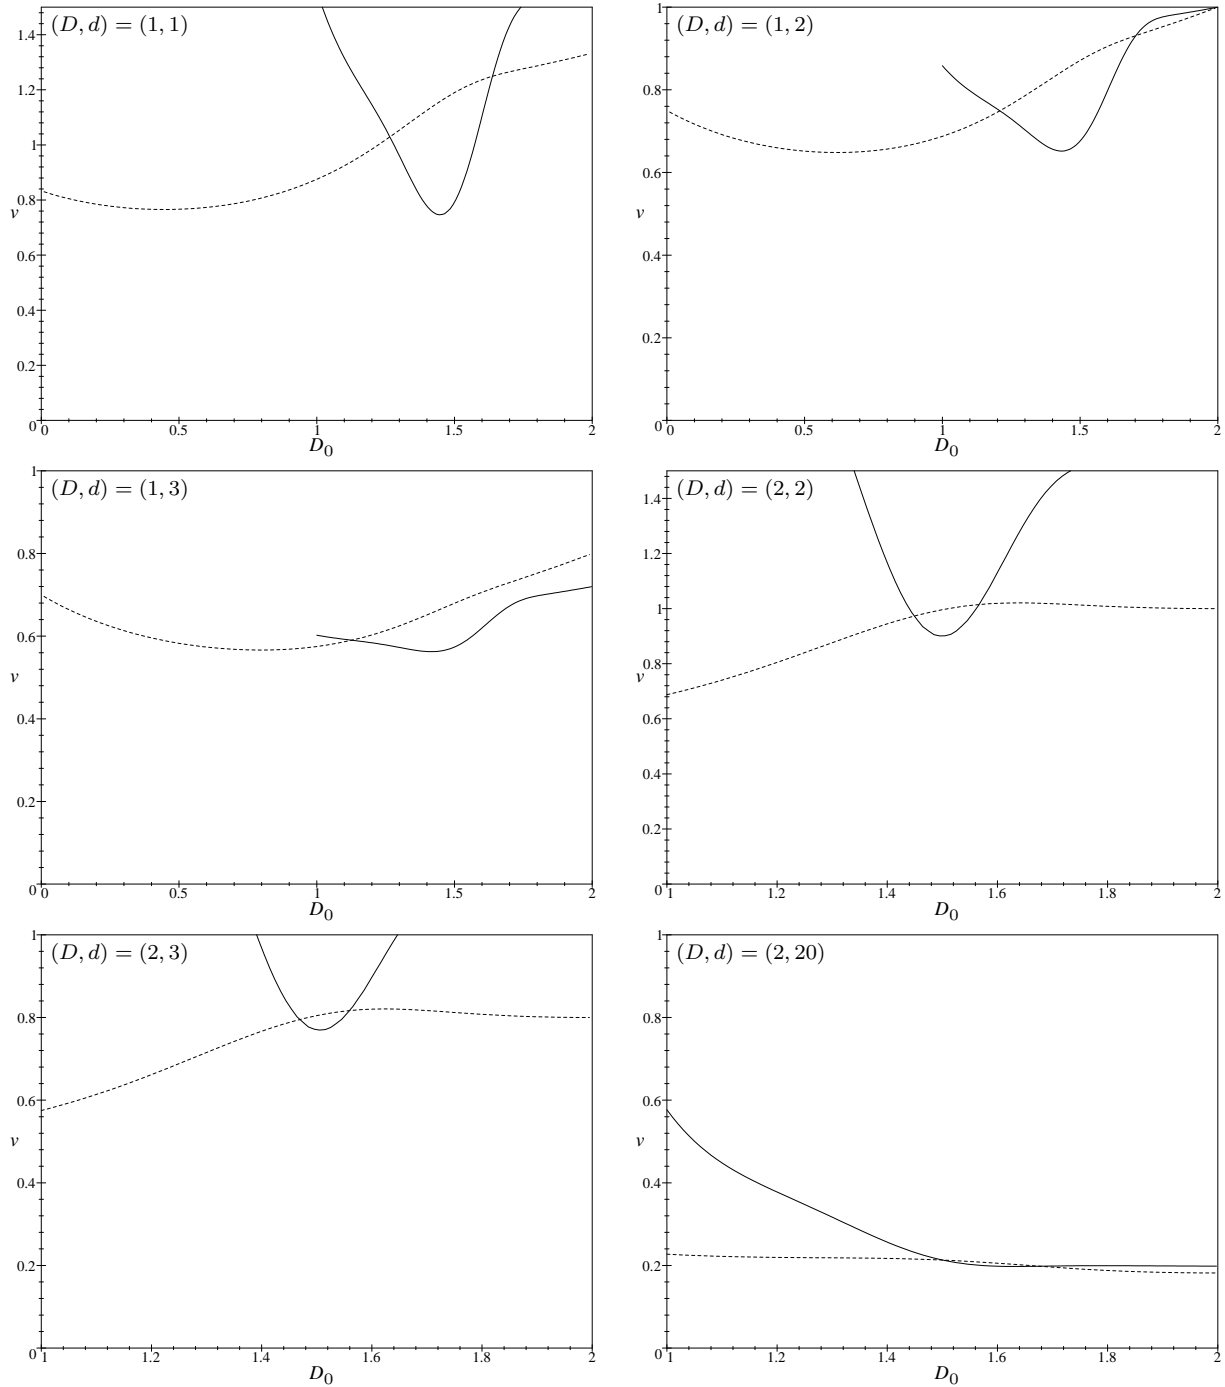 (D, d) = (1, 1)
1.4
1.2
1
0.8
v
0.6
0.4
0.2
0
0 0.5 1 1.5 2
D0
(D, d) = (1, 2)
1
0.8
0.6
v
0.4
0.2
0
0 1 1.5 2
D0
(D, d) = (1, 3)
1
0.8
0.6
v
0.4
0.2
0
0 0.5 1 1.5 2
D0
(D, d) = (2, 2)
1.4
1.2
1
0.8
v
0.6
0.4
0.2
0
1 1.2 1.4 1.6 1.8 2
D0
(D, d) = (2, 3)
1
0.8
0.6
v
0.4
0.2
0
1 1.2 1.4 1.6 1.8 2
D0
(D, d) = (2, 20)
1
0.8
0.6
v
0.4
0.2
0
1 1.2 1.4 1.6 1.8 2
D0